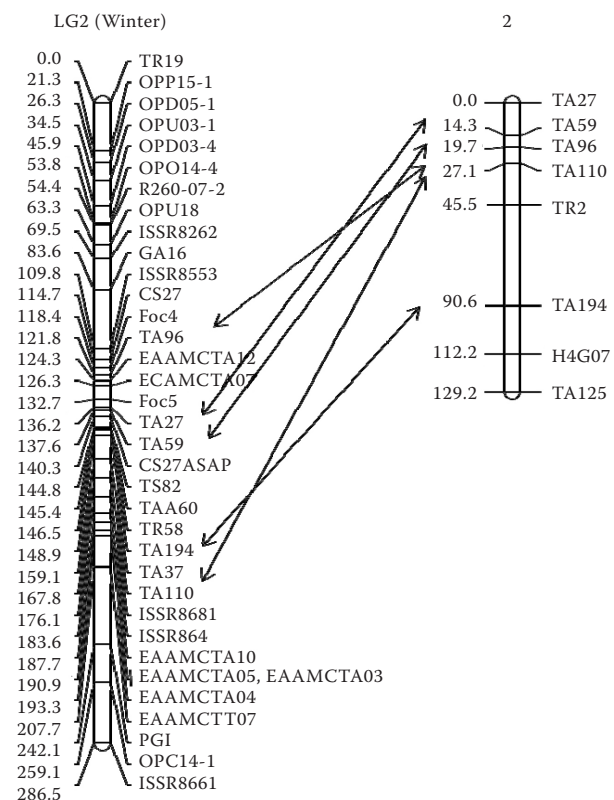 LG2 (Winter)
0.0 TR19
21.3 OPP15-1
26.3 OPD05-1
34.5 OPU03-1
45.9 OPD03-4
53.8 OPO14-4
54.4 R260-07-2
63.3 OPU18
69.5 ISSR8262
83.6 GA16
109.8 ISSR8553
114.7 CS27
118.4 Foc4
121.8 TA96
124.3 EAAMCTA12
126.3 ECAMCTA07
132.7 Foc5
136.2 TA27
137.6 TA59
140.3 CS27ASAP
144.8 TS82
145.4 TAA60
146.5 TR58
148.9 TA194
159.1 TA37
167.8 TA110
176.1 ISSR8681
183.6 ISSR864
187.7 EAAMCTA10
190.9 EAAMCTA05, EAAMCTA03
193.3 EAAMCTA04
207.7 EAAMCTT07
242.1 PGI
259.1 OPC14-1
286.5 ISSR8661
2
0.0 TA27
14.3 TA59
19.7 TA96
27.1 TA110
45.5 TR2
90.6 TA194
112.2 H4G07
129.2 TA125